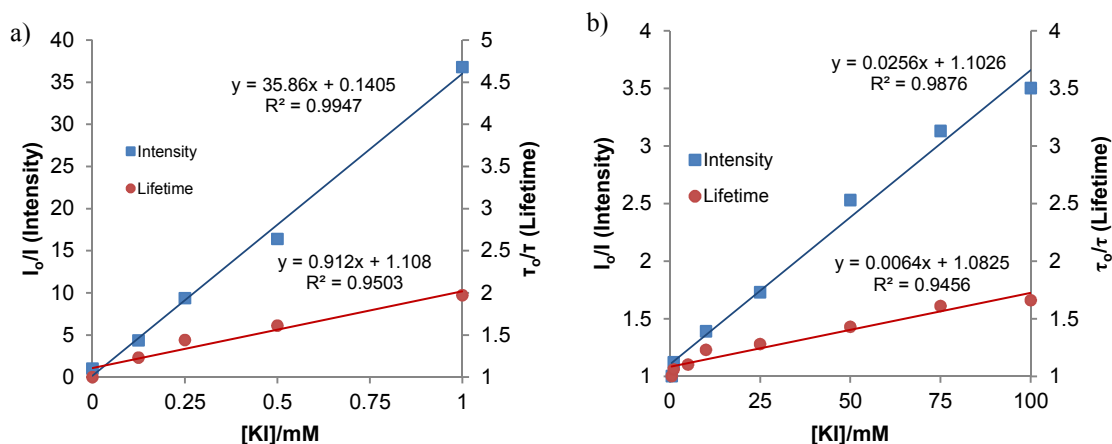 a)
40
35
30
25
20
15
10
5
0
I₀/I (Intensity)
y = 35.86x + 0.1405
R² = 0.9947
Intensity
Lifetime
y = 0.912x + 1.108
R² = 0.9503
5
4.5
4
3.5
3
2.5
2
1.5
1
τ₀/τ (Lifetime)
0 0.25 0.5 0.75 1
[KI]/mM
b)
4
3.5
3
2.5
2
1.5
1
I₀/I (Intensity)
y = 0.0256x + 1.1026
R² = 0.9876
Intensity
Lifetime
y = 0.0064x + 1.0825
R² = 0.9456
4
3.5
3
2.5
2
1.5
1
τ₀/τ (Lifetime)
0 25 50 75 100
[KI]/mM